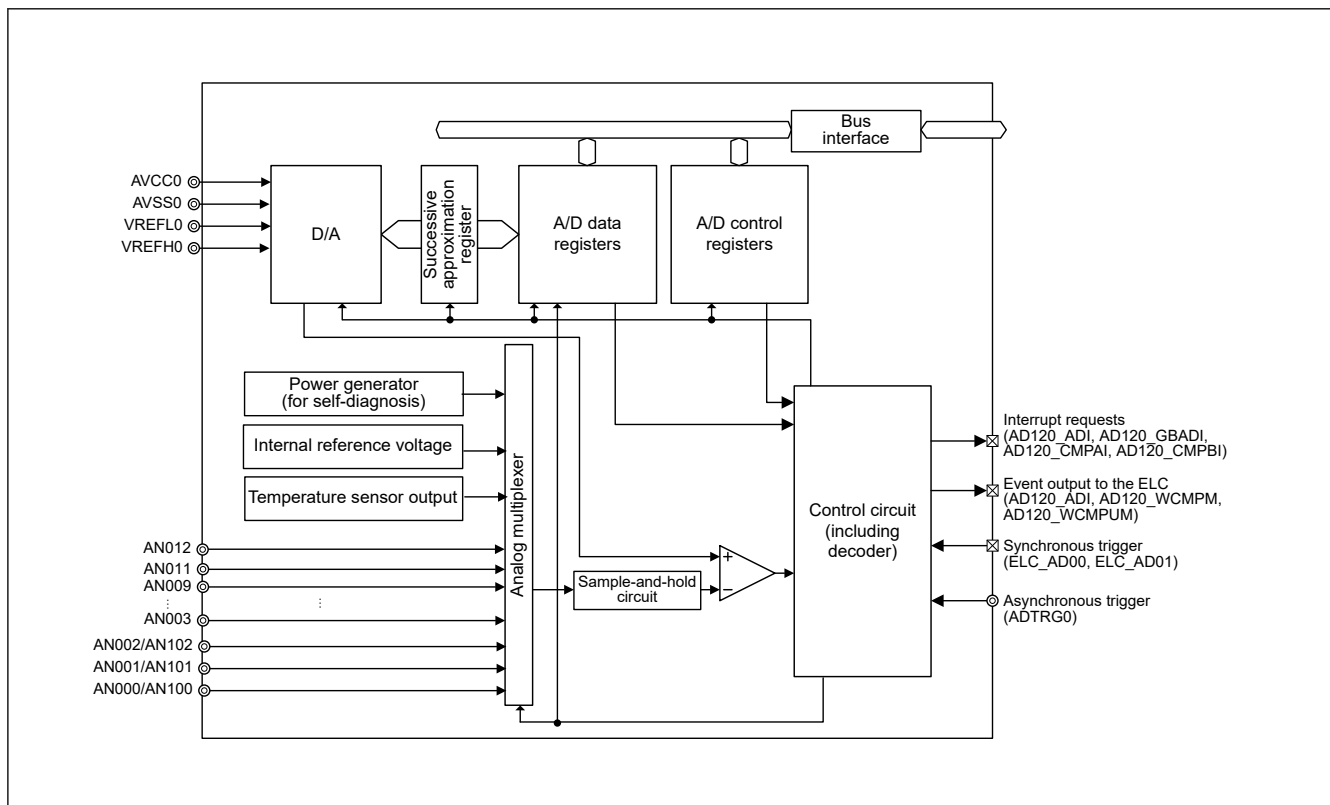 Bus
interface
AVCC0
AVSS0
VREFL0
VREFH0
D/A
Successive
approximation
register
A/D data
registers
A/D control
registers
Power generator
(for self-diagnosis)
Internal reference voltage
Temperature sensor output
Analog multiplexer
AN012
AN011
AN009
AN003
AN002/AN102
AN001/AN101
AN000/AN100
Sample-and-hold
circuit
+
−
Control circuit
(including
decoder)
Interrupt requests
(AD120_ADI, AD120_GBADI,
AD120_CMPAI, AD120_CMPBI)
Event output to the ELC
(AD120_ADI, AD120_WCMPM,
AD120_WCMPUM)
Synchronous trigger
(ELC_AD00, ELC_AD01)
Asynchronous trigger
(ADTRG0)